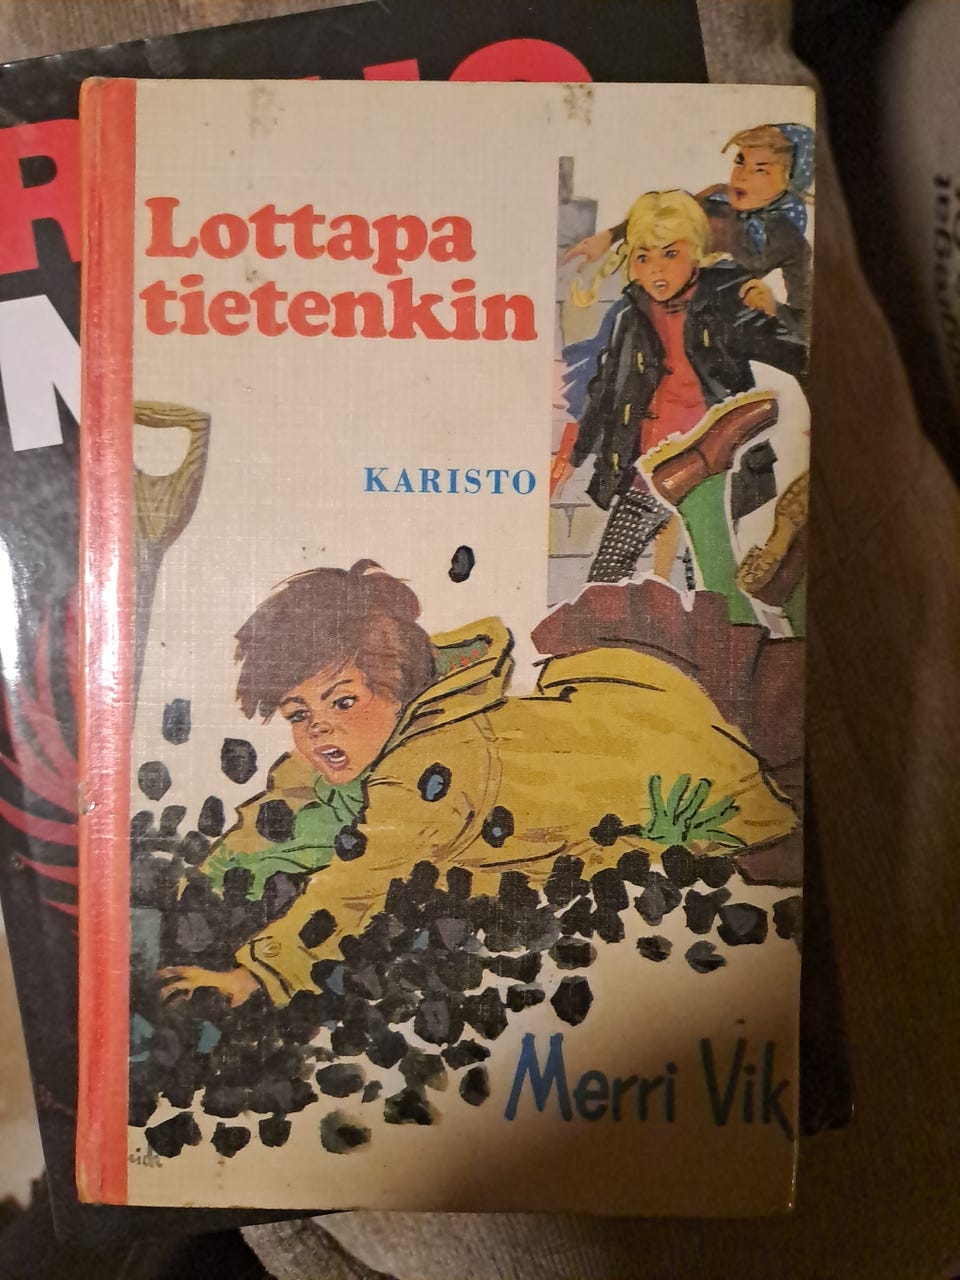 Lottapa
tietenkin
KARISTO
Merri Vik